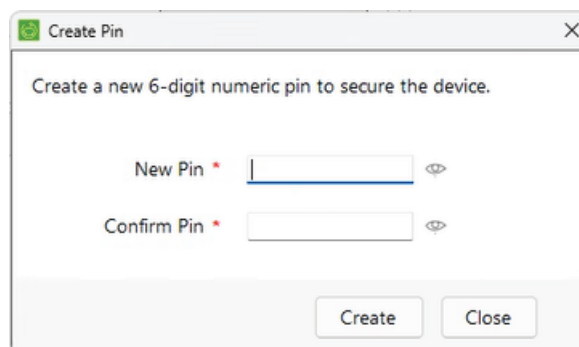 Create Pin
Create a new 6-digit numeric pin to secure the device.
New Pin *
Confirm Pin *
Create Close